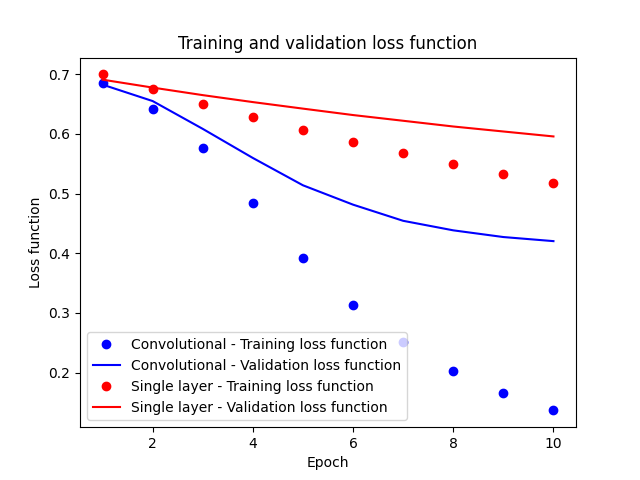 Training and validation loss function
Loss function
0.7
0.6
0.5
0.4
0.3
0.2
Convolutional - Training loss function
Convolutional - Validation loss function
Single layer - Training loss function
Single layer - Validation loss function
2
4
6
8
10
Epoch